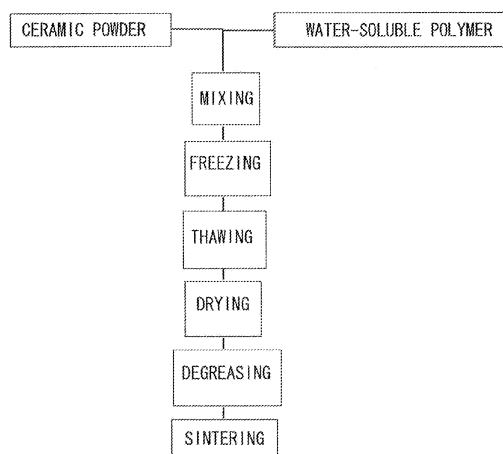 CERAMIC POWDER
WATER-SOLUBLE POLYMER
MIXING
FREEZING
THAWING
DRYING
DEGREASING
SINTERING